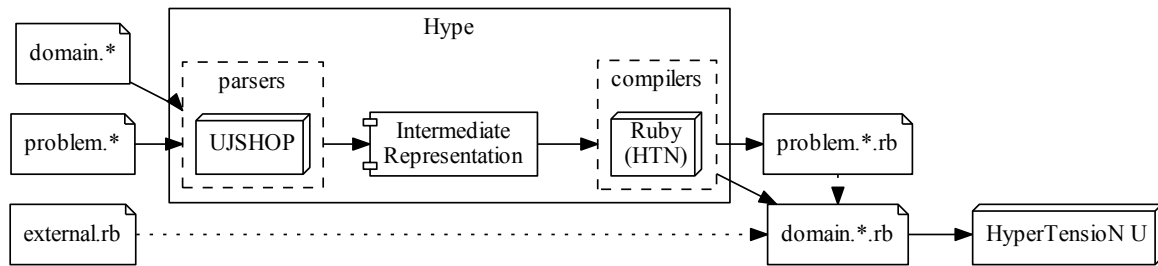 Hype
domain.*
parsers
compilers
problem.*
UJSHOP
Intermediate
Representation
Ruby
(HTN)
problem.*.rb
external.rb
domain.*.rb
HyperTensioN U